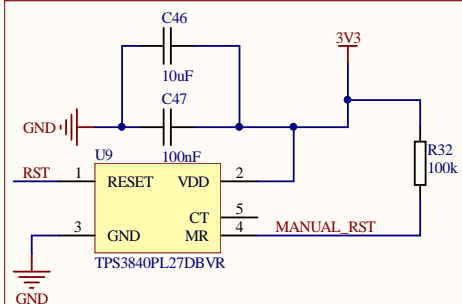 C46
3V3
10uF
C47
GND
100nF
R32
100k
U9
RST
1
RESET
VDD
2
CT
5
3
GND
MR
4
MANUAL_RST
TPS3840PL27DBVR
GND